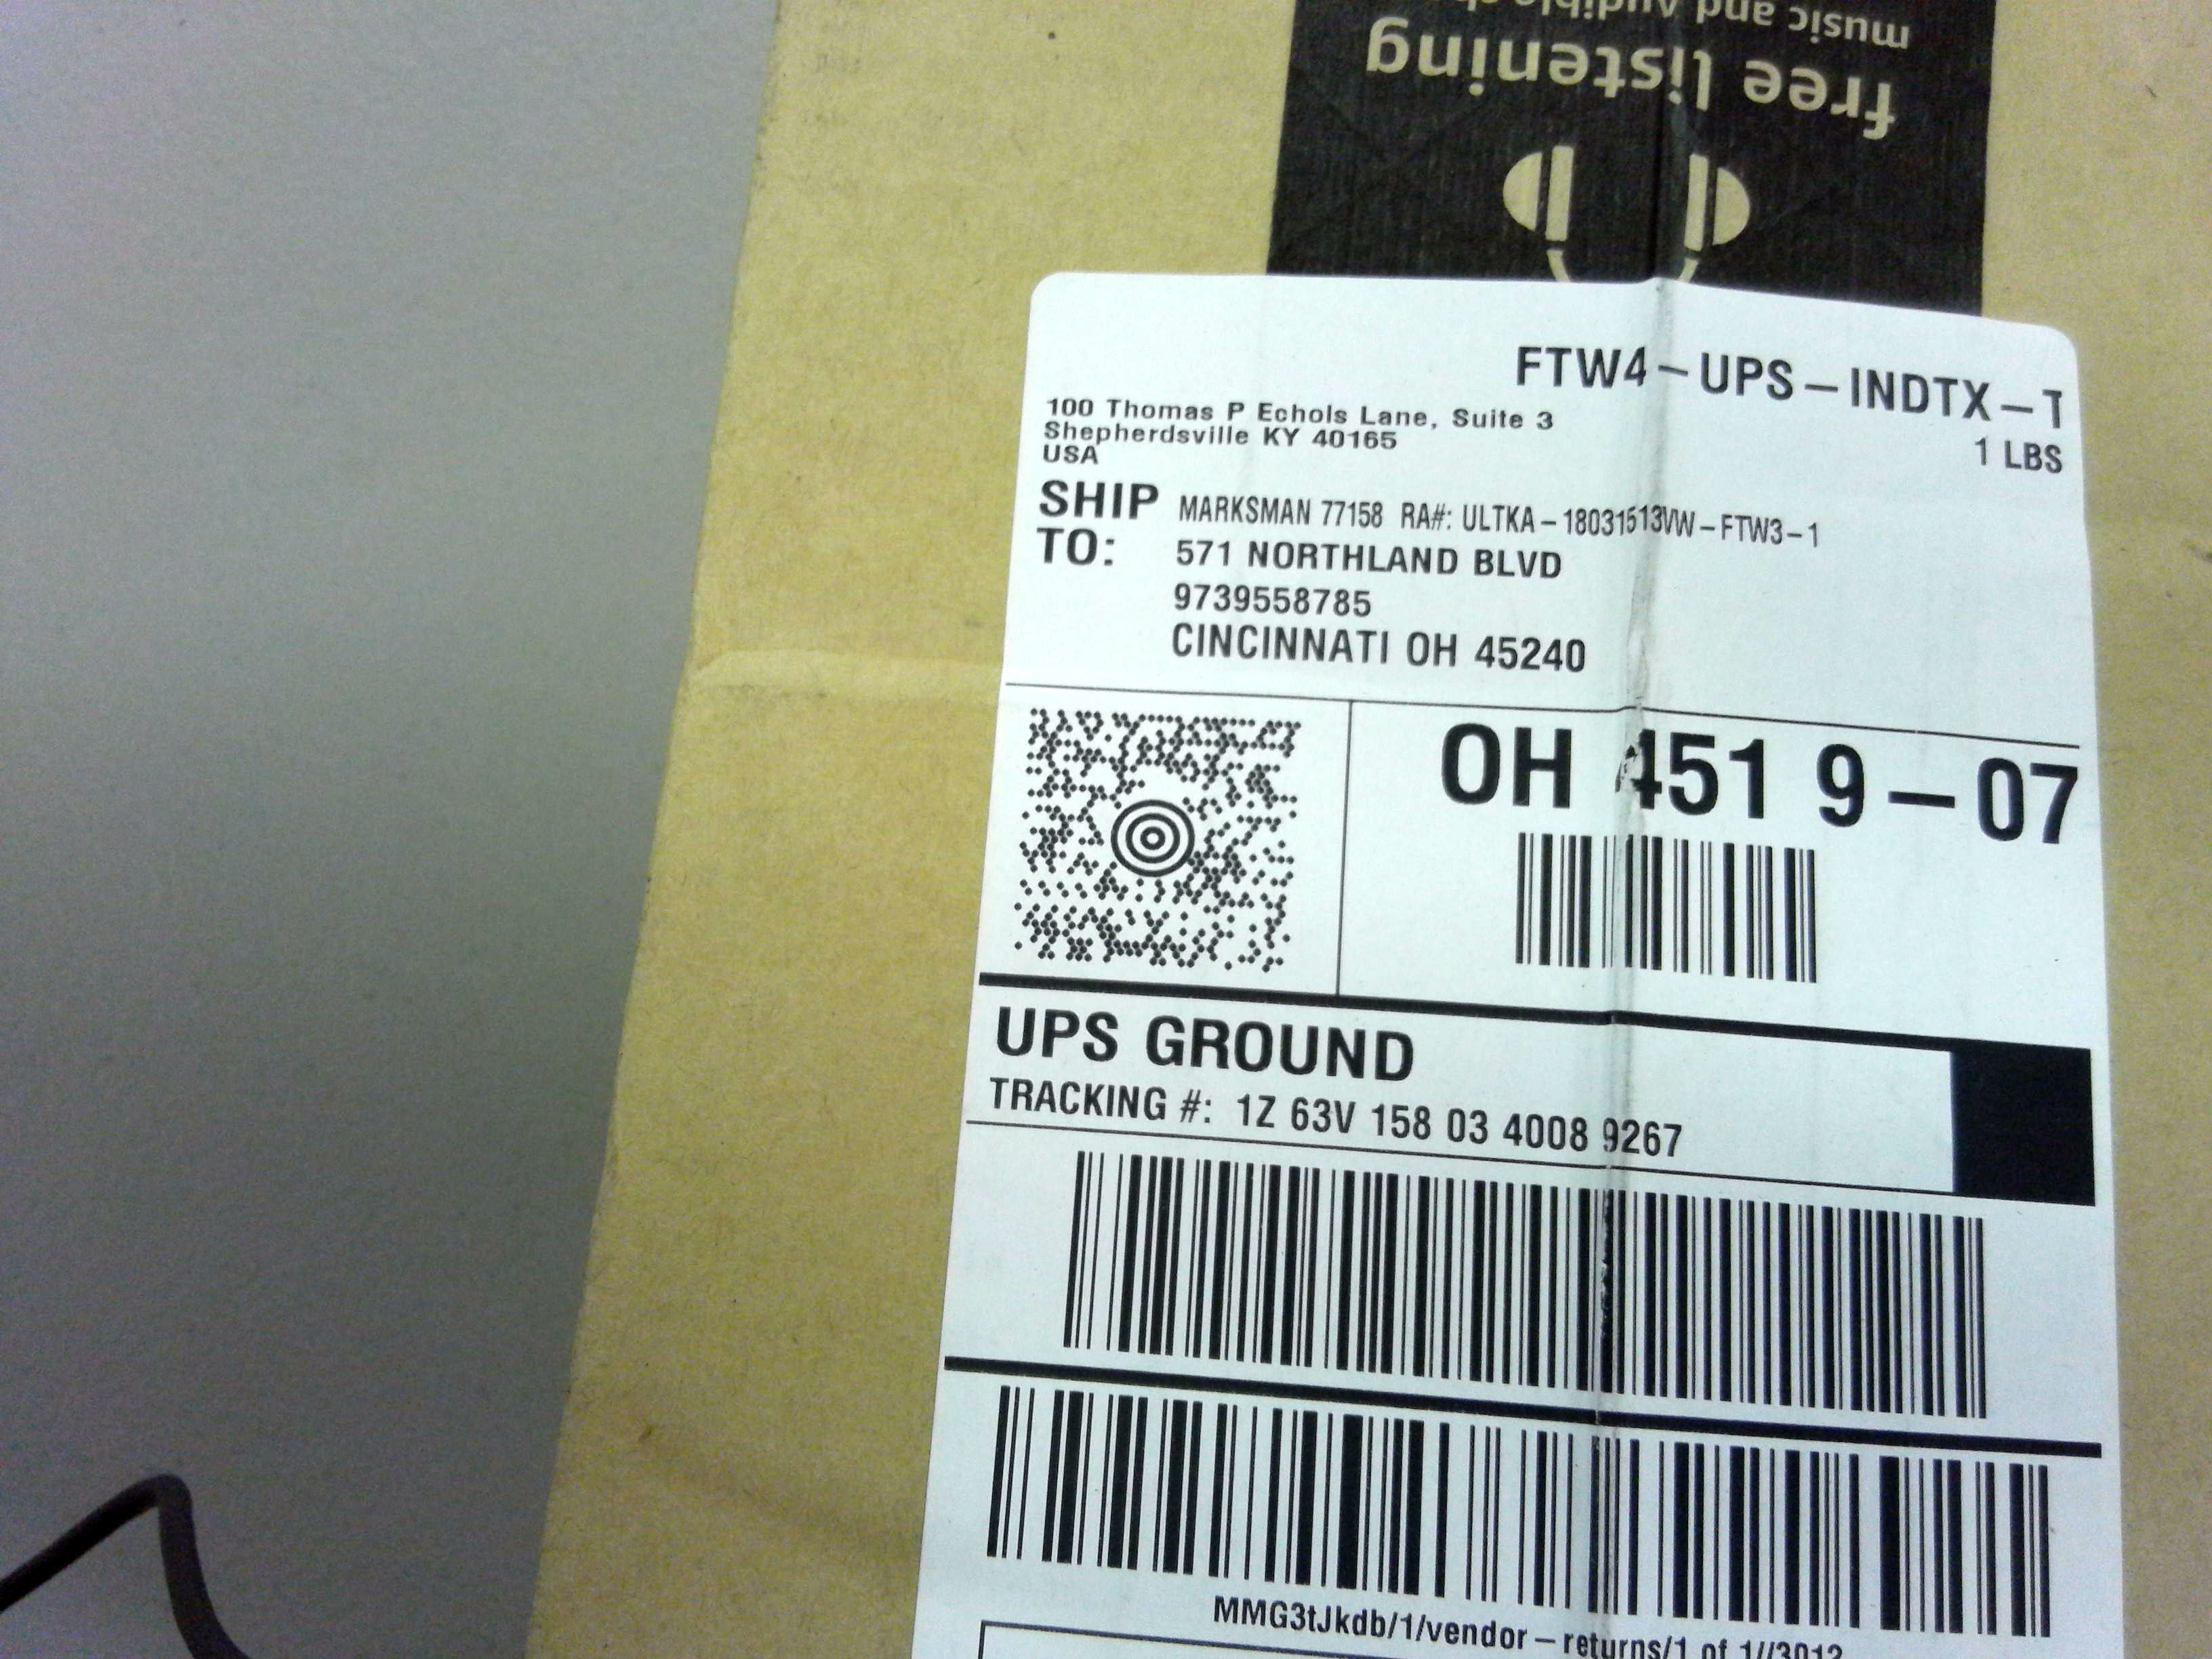 music and Audible
free listening
FTW4-UPS-INDTX-T
1 LBS
100 Thomas P Echols Lane, Suite 3
Shepherdsville KY 40165
USA
SHIP TO:
MARKSMAN 77158 RA#: ULTKA-18031513VW-FTW3-1
571 NORTHLAND BLVD
9739558785
CINCINNATI OH 45240
OH 451 9-07
UPS GROUND
TRACKING #: 1Z 63V 158 03 4008 9267
MMG3tJkdb/1/vendor-returns/1 of 1//3012